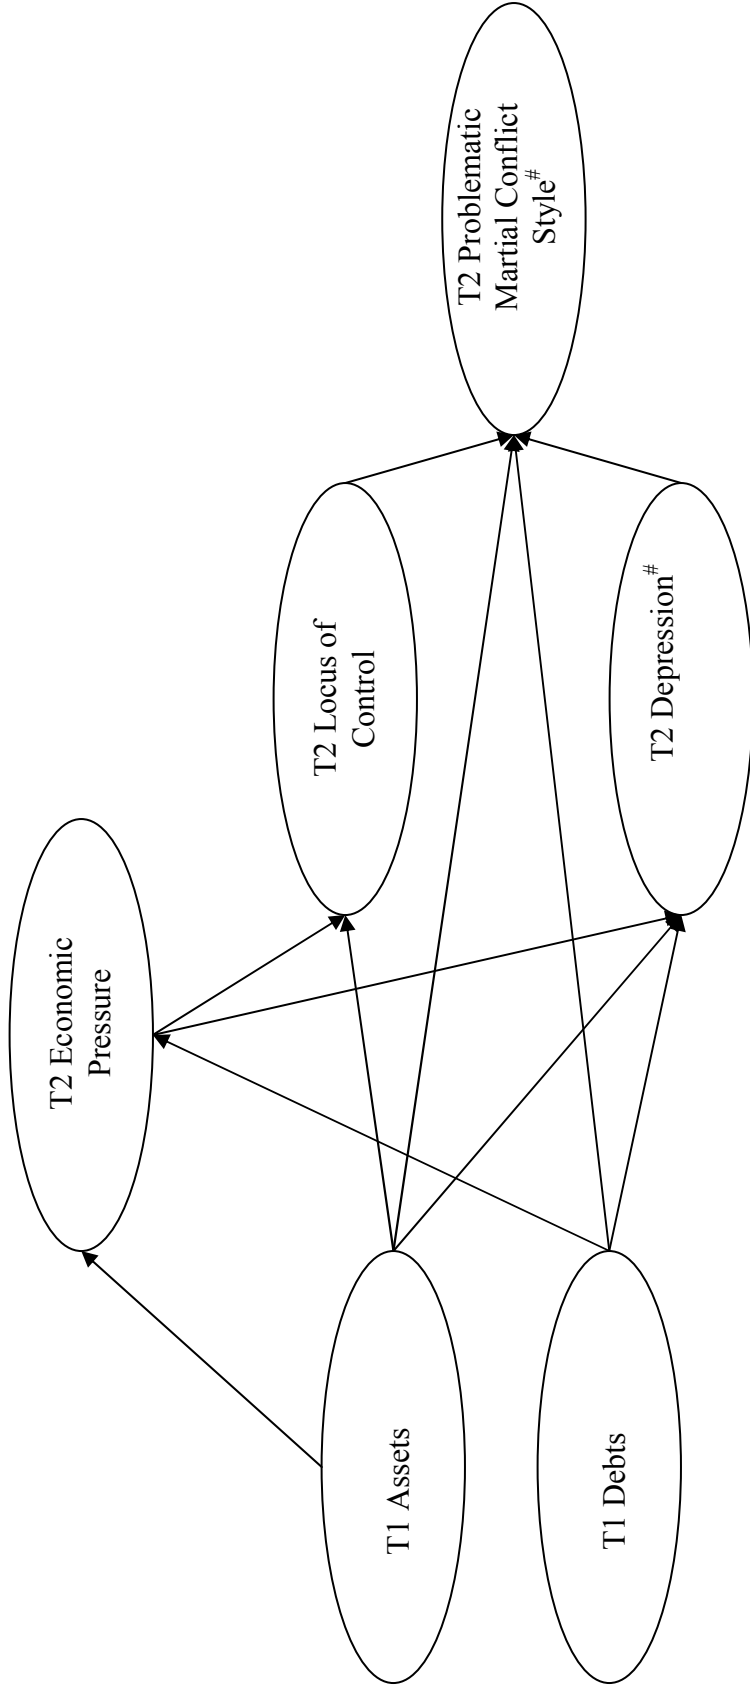 T2 Economic
Pressure
T2 Locus of
Control
T2 Problematic
Martial Conflict
Style#
T1 Assets
T1 Debts
T2 Depression#